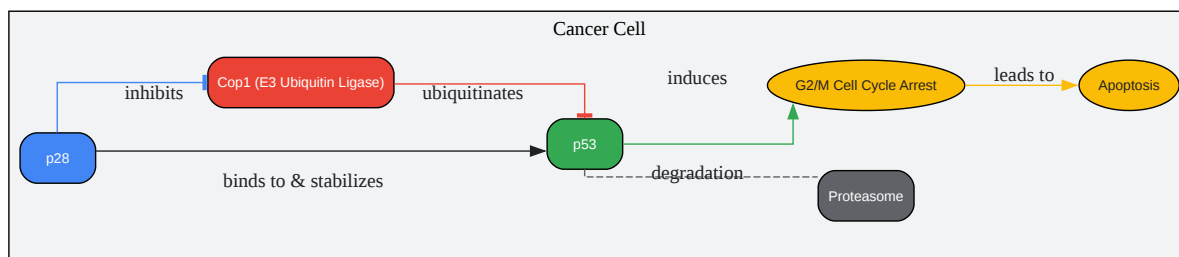 Cancer Cell
Cop1 (E3 Ubiquitin Ligase)
induces
G2/M Cell Cycle Arrest
leads to
Apoptosis
inhibits
ubiquitinates
p28
p53
binds to & stabilizes
degradation
Proteasome